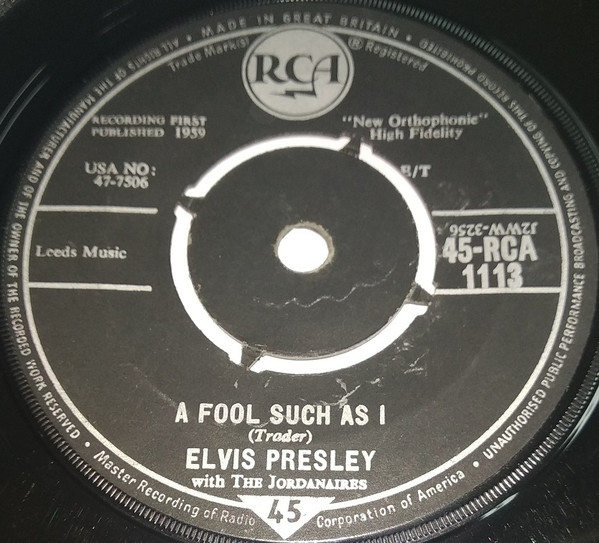 ALL RIGHTS OF THE MANUFACTURER AND OF THE OWNER OF THE RECORDED WORK RESERVED • MADE IN GREAT BRITAIN • UNAUTHORISED PUBLIC PERFORMANCE BROADCASTING AND COPYING OF THIS RECORD PROHIBITED
RCA
Trade Mark(s) ® Registered
RECORDING FIRST
PUBLISHED 1959
"New Orthophonic"
High Fidelity
USA NO:
47-7506
E/T
Leeds Music
J2WW-3256
45-RCA
1113
A FOOL SUCH AS I
(Trader)
ELVIS PRESLEY
with THE JORDANAIRES
45
Master Recording of Radio Corporation of America